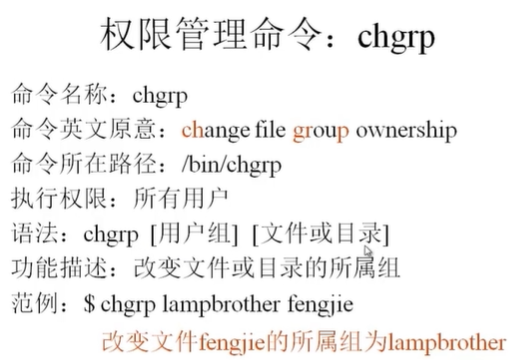 权限管理命令：chgrp
命令名称：chgrp
命令英文原意：change file group ownership
命令所在路径：/bin/chgrp
执行权限：所有用户
语法：chgrp [用户组] [文件或目录]
功能描述：改变文件或目录的所属组
范例：$ chgrp lampbrother fengjie
改变文件fengjie的所属组为lampbrother